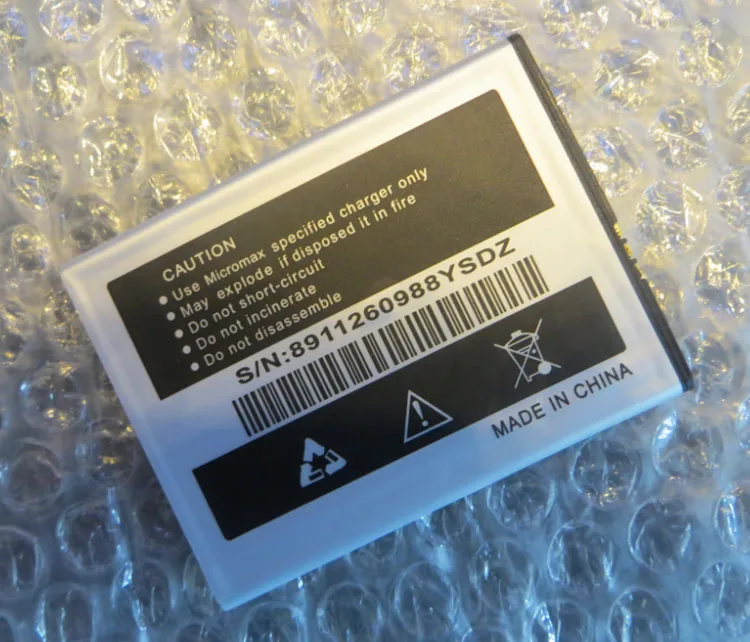 CAUTION
• Use Micromax specified charger only
• May explode if disposed it in fire
• Do not short-circuit
• Do not incinerate
• Do not disassemble
S/N:8911260988YSDZ
MADE IN CHINA